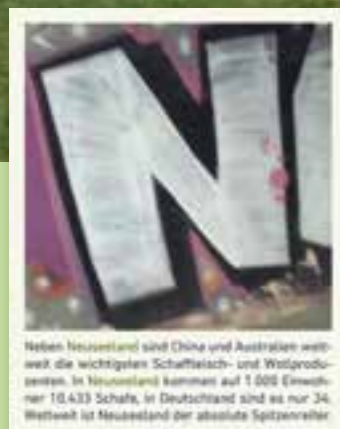 N
Neben Neuseeland sind China und Australien welt-
weit die wichtigsten Schaffleisch- und Wollprodu-
zenten. In Neuseeland kommen auf 1 000 Einwoh-
ner 10.433 Schafe, in Deutschland sind es nur 34.
Weltweit ist Neuseeland der absolute Spitzenreiter.